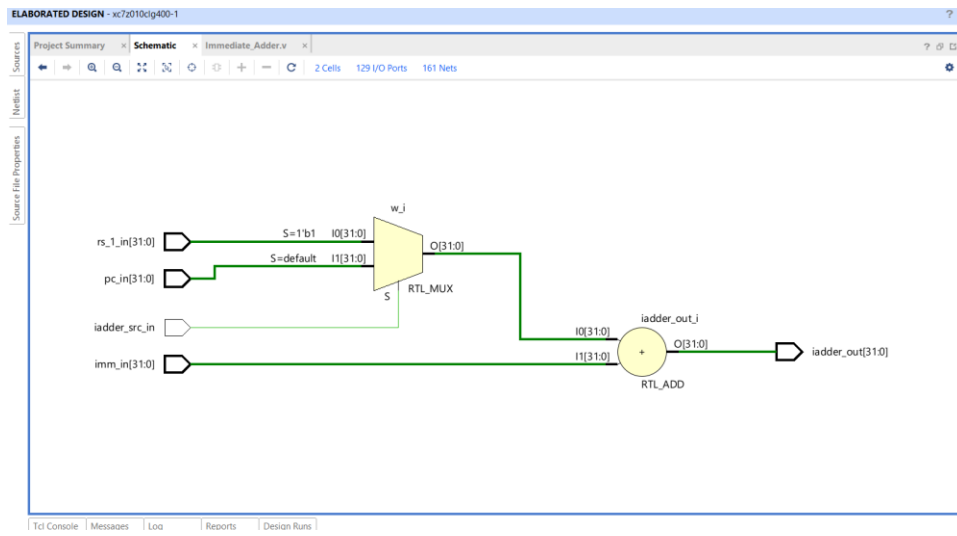 ELABORATED DESIGN - xc7z010clg400-1 ?
Sources
Netlist
Source File Properties
Project Summary × Schematic × Immediate_Adder.v ×
?
2 Cells 129 I/O Ports 161 Nets
w_i
rs_1_in[31:0] S=1'b1 I0[31:0]
O[31:0]
pc_in[31:0] S=default I1[31:0]
S RTL_MUX
iadder_src_in
iadder_out_i
I0[31:0]
+ O[31:0] iadder_out[31:0]
imm_in[31:0] I1[31:0]
RTL_ADD
Tcl Console Messages Log Reports Design Runs